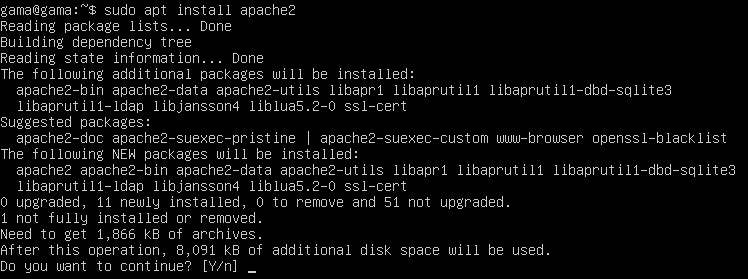 gama@gama:~$ sudo apt install apache2
Reading package lists... Done
Building dependency tree
Reading state information... Done
The following additional packages will be installed:
  apache2-bin apache2-data apache2-utils libapr1 libaprutil1 libaprutil1-dbd-sqlite3
  libaprutil1-ldap libjansson4 liblua5.2-0 ssl-cert
Suggested packages:
  apache2-doc apache2-suexec-pristine | apache2-suexec-custom www-browser openssl-blacklist
The following NEW packages will be installed:
  apache2 apache2-bin apache2-data apache2-utils libapr1 libaprutil1 libaprutil1-dbd-sqlite3
  libaprutil1-ldap libjansson4 liblua5.2-0 ssl-cert
0 upgraded, 11 newly installed, 0 to remove and 51 not upgraded.
1 not fully installed or removed.
Need to get 1,866 kB of archives.
After this operation, 8,091 kB of additional disk space will be used.
Do you want to continue? [Y/n] _